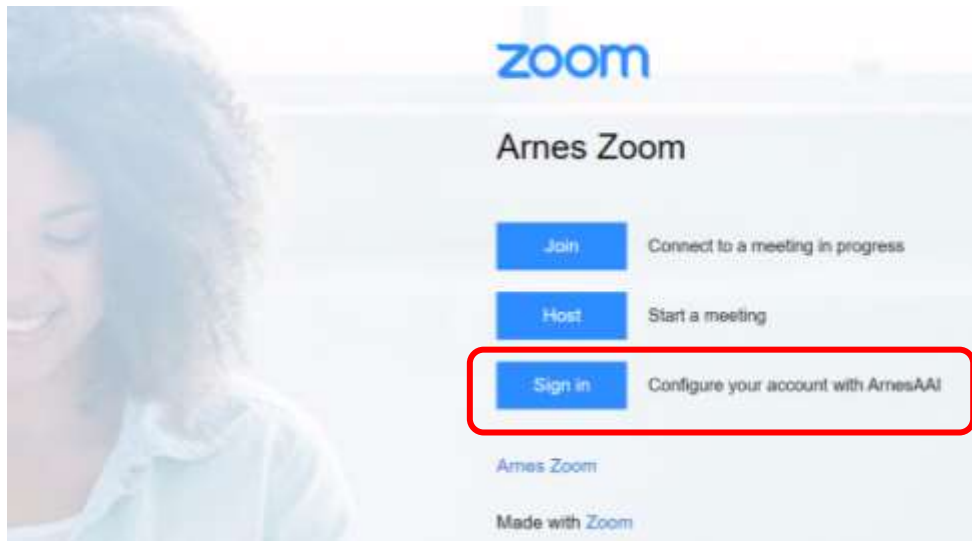 zoom
Arnes Zoom
Join Connect to a meeting in progress
Host Start a meeting
Sign in Configure your account with ArnesAAI
Arnes Zoom
Made with Zoom